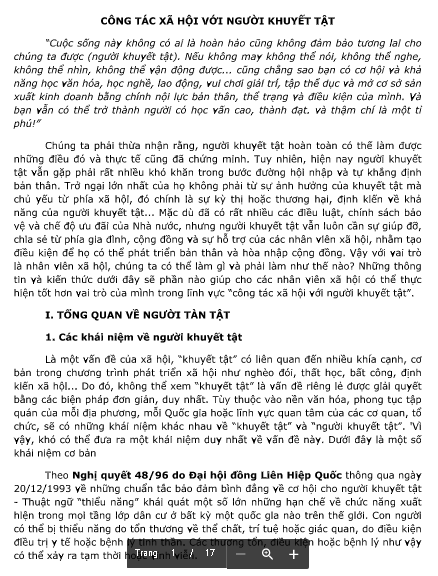 CÔNG TÁC XÃ HỘI VỚI NGƯỜI KHUYẾT TẬT
"Cuộc sống này không có ai là hoàn hảo cũng không đảm bảo tương lai cho
chúng ta được (người khuyết tật). Nếu không may không thể nói, không thể nghe,
không thể nhìn, không thể vận động được... cũng chẳng sao bạn có cơ hội và khả
năng học văn hóa, học nghề, lao động, vui chơi giải trí, tập thể dục và mở cơ sở sản
xuất kinh doanh bằng chính nội lực bản thân, thể trạng và điều kiện của mình. Và
bạn vẫn có thể trở thành người có học vấn cao, thành đạt. và thậm chí là một tỉ
phú!"
Chúng ta phải thừa nhận rằng, người khuyết tật hoàn toàn có thể làm được
những điều đó và thực tế cũng đã chứng minh. Tuy nhiên, hiện nay người khuyết
tật vẫn gặp phải rất nhiều khó khăn trong bước đường hội nhập và tự khẳng định
bản thân. Trở ngại lớn nhất của họ không phải từ sự ảnh hưởng của khuyết tật mà
chủ yếu từ phía xã hội, đó chính là sự kỳ thị hoặc thương hại, định kiến về khả
năng của người khuyết tật... Mặc dù đã có rất nhiều các điều luật, chính sách bảo
vệ và chế độ ưu đãi của Nhà nước, nhưng người khuyết tật vẫn luôn cần sự giúp đỡ,
chia sẻ từ phía gia đình, cộng đồng và sự hỗ trợ của các nhân viên xã hội, nhằm tạo
điều kiện để họ có thể phát triển bản thân và hòa nhập cộng đồng. Vậy với vai trò
là nhân viên xã hội, chúng ta có thể làm gì và phải làm như thế nào? Những thông
tin và kiến thức dưới đây sẽ phần nào giúp cho các nhân viên xã hội có thể thực
hiện tốt hơn vai trò của mình trong lĩnh vực "công tác xã hội với người khuyết tật".
I. TỔNG QUAN VỀ NGƯỜI TÀN TẬT
1. Các khái niệm về người khuyết tật
Là một vấn đề của xã hội, "khuyết tật" có liên quan đến nhiều khía cạnh, cơ
bản trong chương trình phát triển xã hội như nghèo đói, thất học, bất công, định
kiến xã hội... Do đó, không thể xem "khuyết tật" là vấn đề riêng lẻ được giải quyết
bằng các biện pháp đơn giản, duy nhất. Tùy thuộc vào nền văn hóa, phong tục tập
quán của mỗi địa phương, mỗi Quốc gia hoặc lĩnh vực quan tâm của các cơ quan, tổ
chức, sẽ có những khái niệm khác nhau về "khuyết tật" và "người khuyết tật". Vì
vậy, khó có thể đưa ra một khái niệm duy nhất về vấn đề này. Dưới đây là một số
khái niệm cơ bản
Theo Nghị quyết 48/96 do Đại hội đồng Liên Hiệp Quốc thông qua ngày
20/12/1993 về những chuẩn tắc bảo đảm bình đẳng về cơ hội cho người khuyết tật
- Thuật ngữ "thiểu năng" khái quát một số lớn những hạn chế về chức năng xuất
hiện trong mọi tầng lớp dân cư ở bất kỳ một quốc gia nào trên thế giới. Con người
có thể bị thiểu năng do tổn thương về thể chất, trí tuệ hoặc giác quan, do điều kiện
điều trị y tế hoặc bệnh lý tinh thần. Các thương tổn, điều kiện hoặc bệnh lý như vậy
có thể xảy ra tạm thời hoặc vĩnh viễn.
Trang / 17